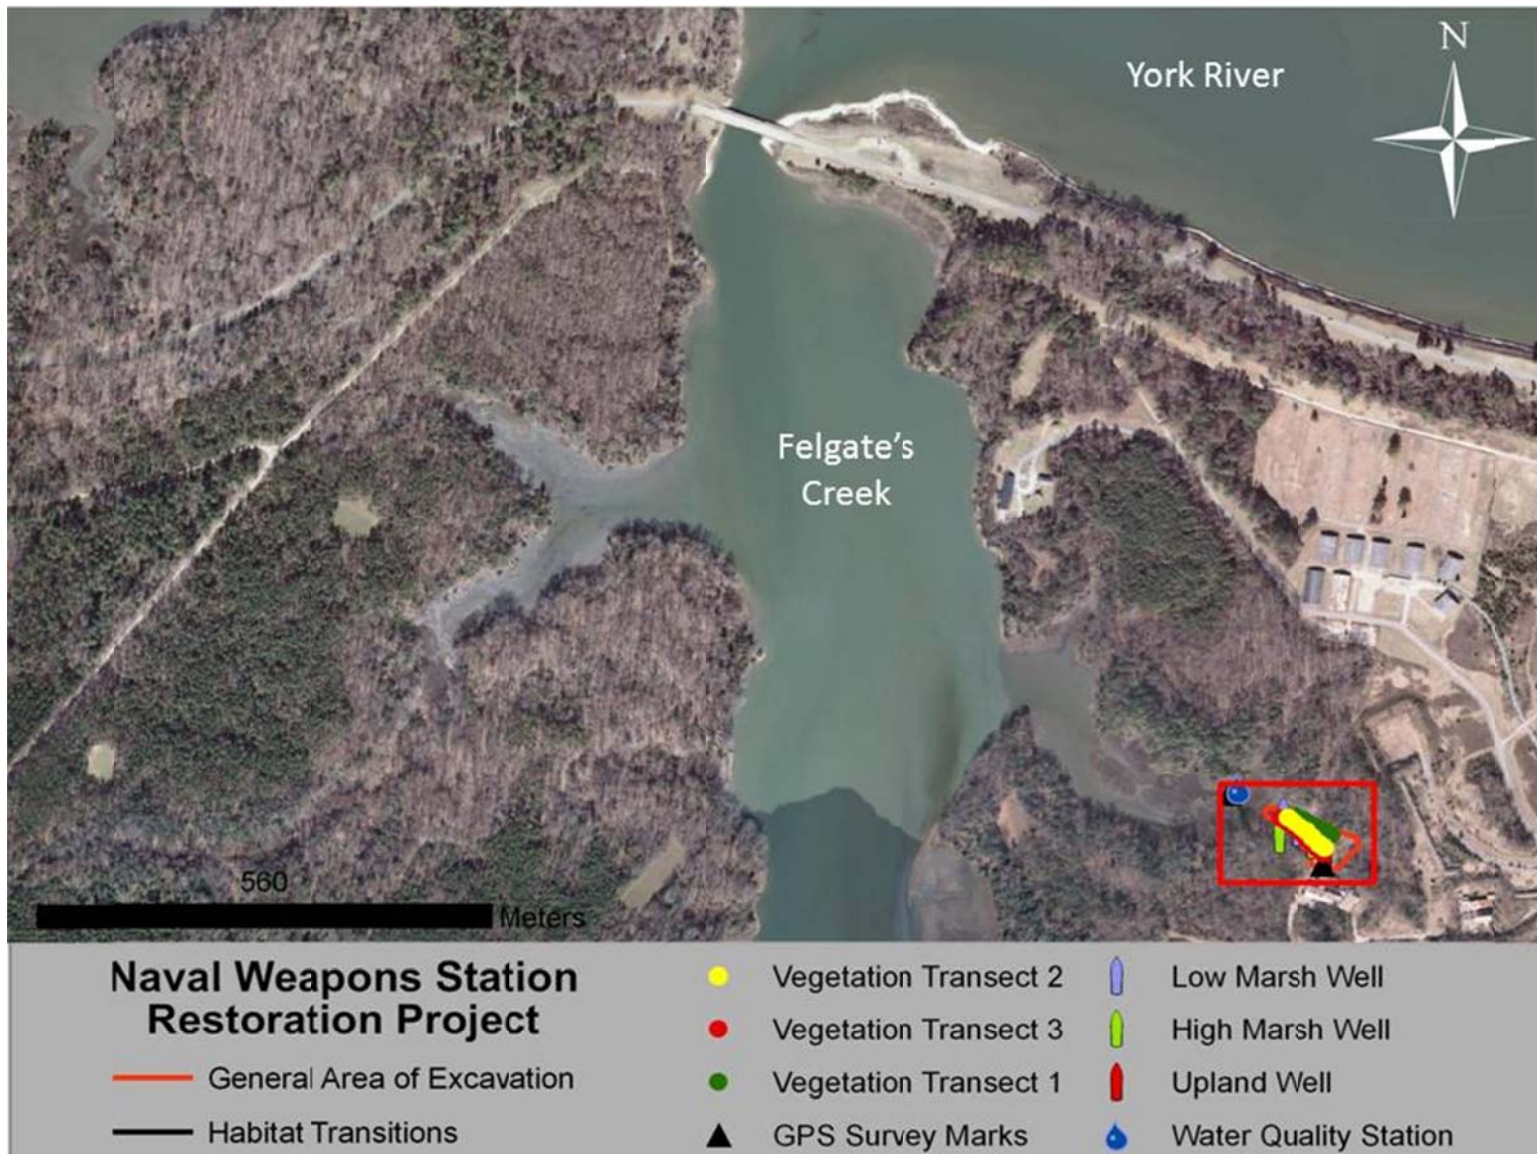 N
York River
Felgate's
Creek
560
Meters
Naval Weapons Station
Restoration Project
General Area of Excavation
Habitat Transitions
Vegetation Transect 2
Vegetation Transect 3
Vegetation Transect 1
GPS Survey Marks
Low Marsh Well
High Marsh Well
Upland Well
Water Quality Station